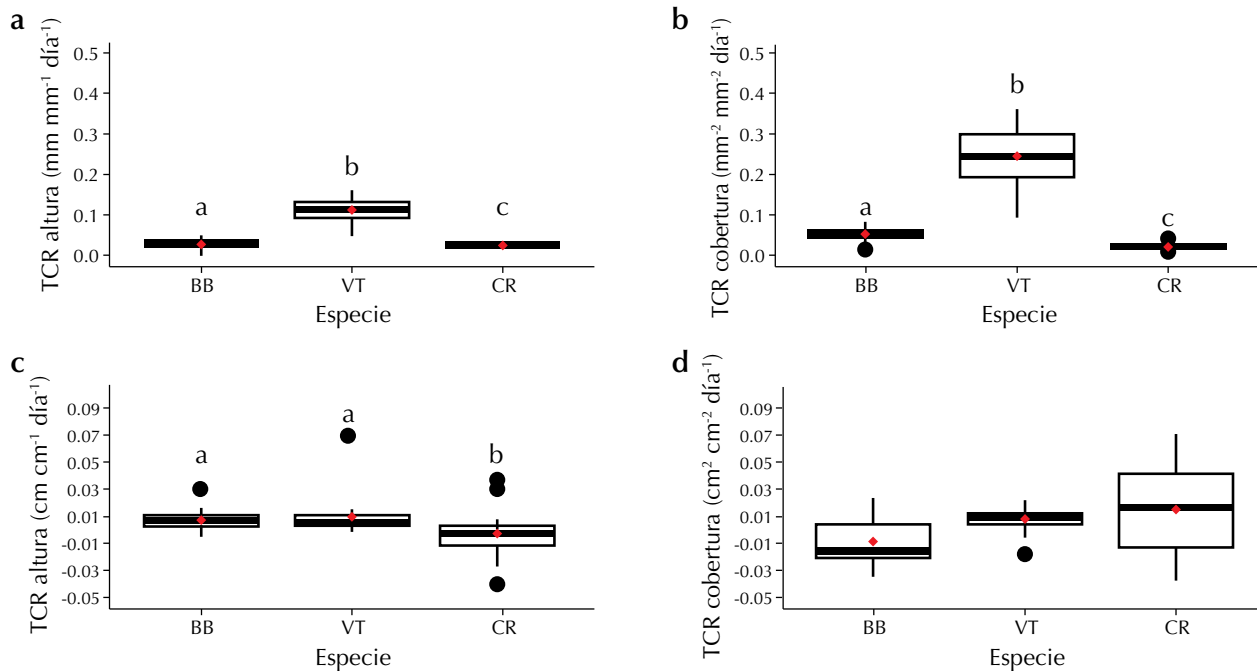 a
TCR altura (mm mm⁻¹ día⁻¹)
0.5
0.4
0.3
0.2
0.1
0.0
a
b
c
BB
VT
CR
Especie
b
TCR cobertura (mm⁻² mm⁻² día⁻¹)
0.5
0.4
0.3
0.2
0.1
0.0
a
b
c
BB
VT
CR
Especie
c
TCR altura (cm cm⁻¹ día⁻¹)
0.09
0.07
0.05
0.03
0.01
-0.01
-0.03
-0.05
a
a
b
BB
VT
CR
Especie
d
TCR cobertura (cm² cm⁻² día⁻¹)
0.09
0.07
0.05
0.03
0.01
-0.01
-0.03
-0.05
BB
VT
CR
Especie